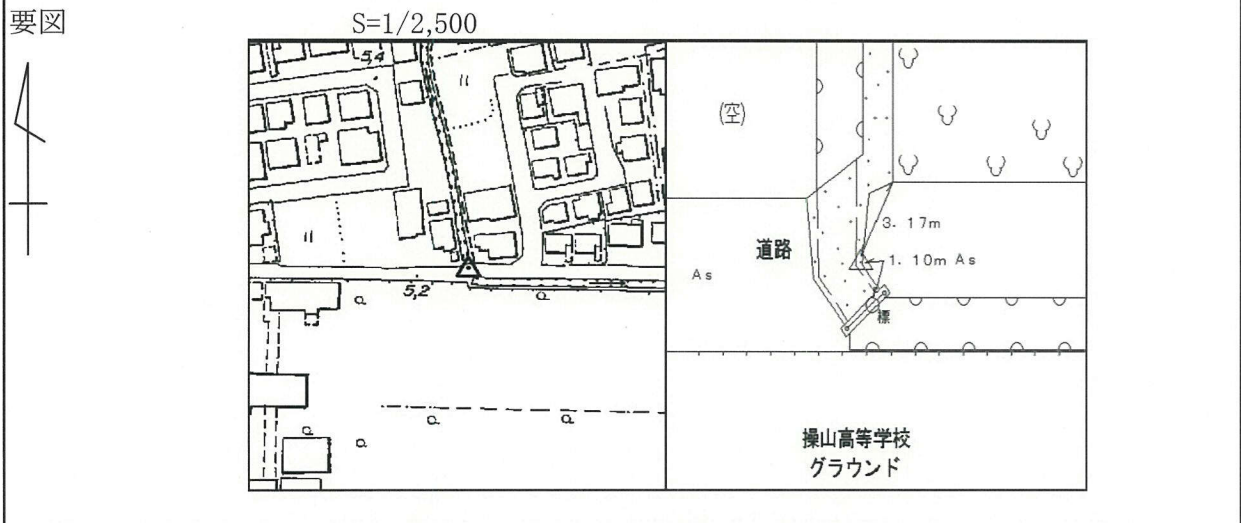 要図
S=1/2,500
5,4
5,2
(空)
3. 17m
道路
1. 10m As
As
標
操山高等学校
グラウンド